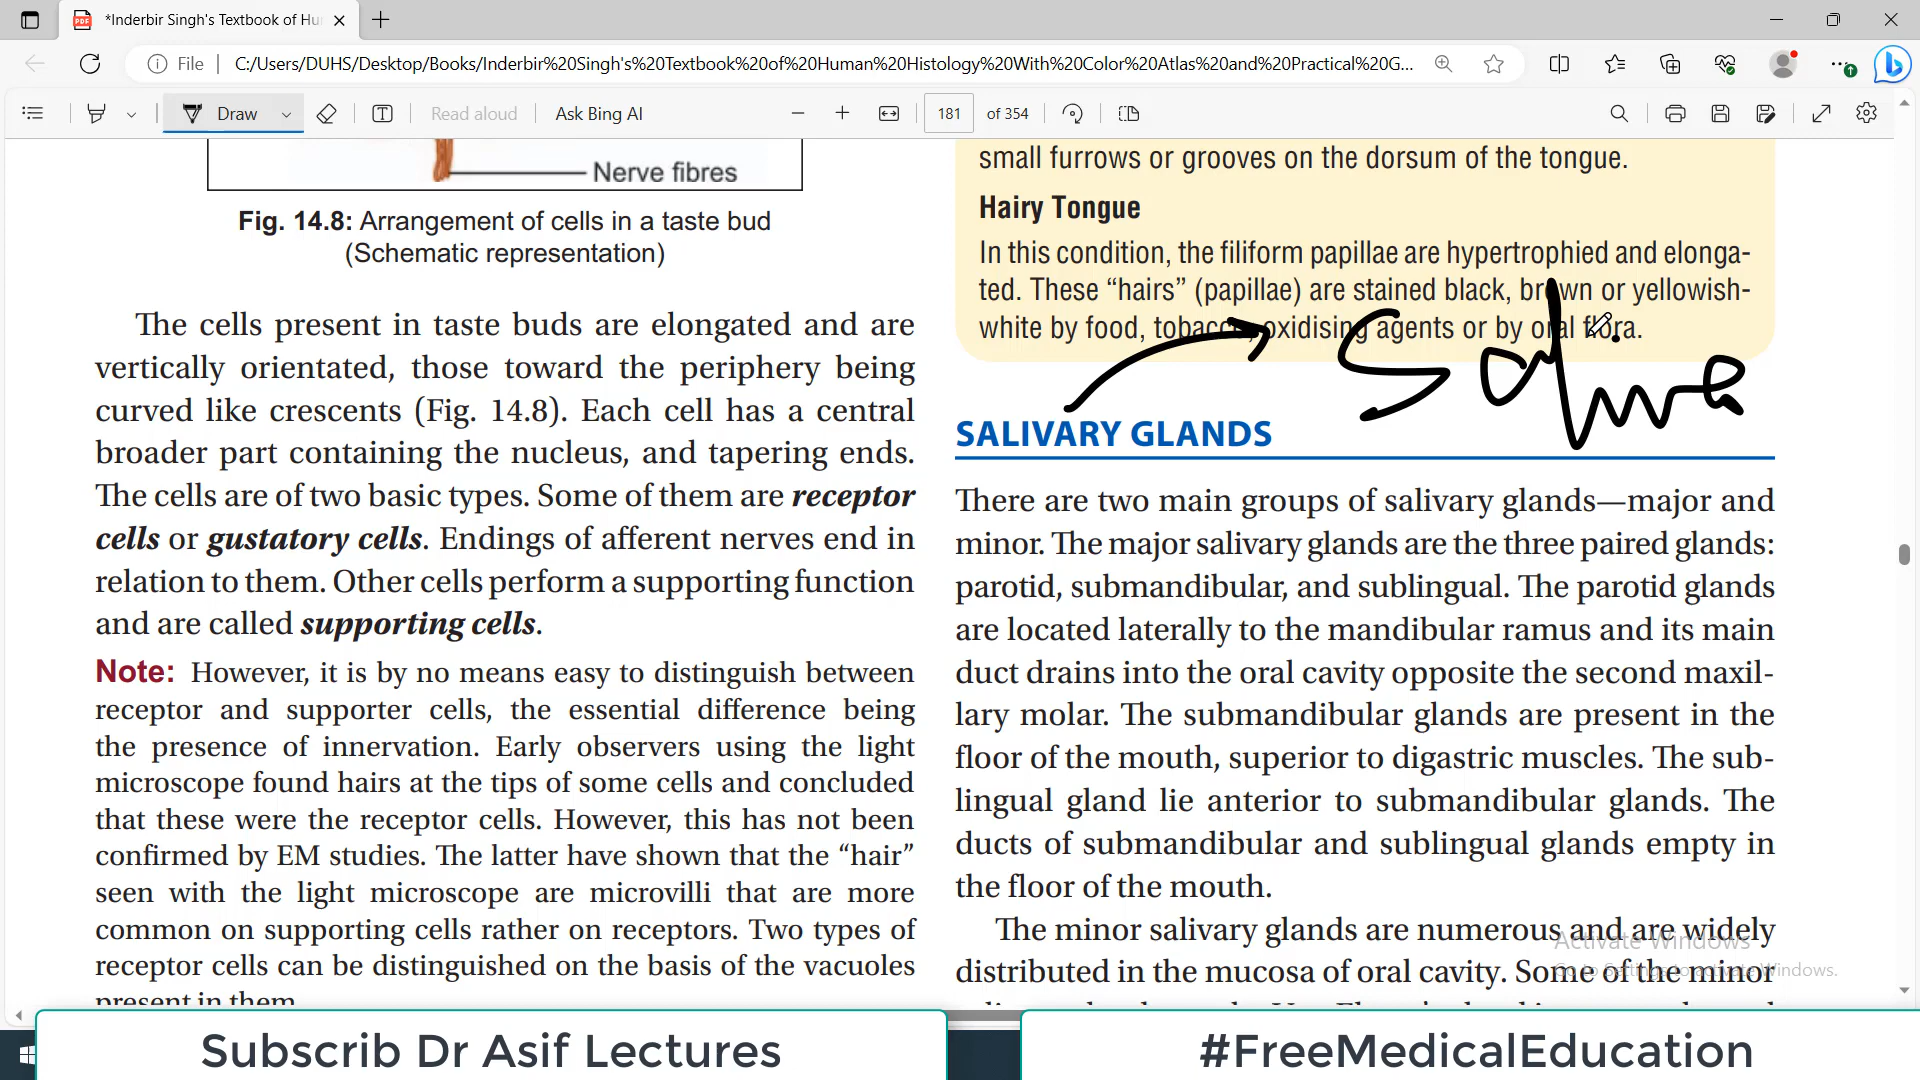 *Inderbir Singh's Textbook of Hu
File
C:/Users/DUHS/Desktop/Books/Inderbir%20Singh's%20Textbook%20of%20Human%20Histology%20With%20Color%20Atlas%20and%20Practical%20G...
Draw
Read aloud
Ask Bing AI
181
of 354
Nerve fibres
Fig. 14.8: Arrangement of cells in a taste bud
(Schematic representation)
The cells present in taste buds are elongated and are
vertically orientated, those toward the periphery being
curved like crescents (Fig. 14.8). Each cell has a central
broader part containing the nucleus, and tapering ends.
The cells are of two basic types. Some of them are receptor
cells or gustatory cells. Endings of afferent nerves end in
relation to them. Other cells perform a supporting function
and are called supporting cells.
Note: However, it is by no means easy to distinguish between
receptor and supporter cells, the essential difference being
the presence of innervation. Early observers using the light
microscope found hairs at the tips of some cells and concluded
that these were the receptor cells. However, this has not been
confirmed by EM studies. The latter have shown that the “hair”
seen with the light microscope are microvilli that are more
common on supporting cells rather on receptors. Two types of
receptor cells can be distinguished on the basis of the vacuoles
present in them
small furrows or grooves on the dorsum of the tongue.
Hairy Tongue
In this condition, the filiform papillae are hypertrophied and elonga-
ted. These “hairs” (papillae) are stained black, brown or yellowish-
white by food, tobacco, oxidising agents or by oral flora.
SALIVARY GLANDS
There are two main groups of salivary glands—major and
minor. The major salivary glands are the three paired glands:
parotid, submandibular, and sublingual. The parotid glands
are located laterally to the mandibular ramus and its main
duct drains into the oral cavity opposite the second maxil-
lary molar. The submandibular glands are present in the
floor of the mouth, superior to digastric muscles. The sub-
lingual gland lie anterior to submandibular glands. The
ducts of submandibular and sublingual glands empty in
the floor of the mouth.
The minor salivary glands are numerous and are widely
distributed in the mucosa of oral cavity. Some of the minor
Activate Windows
Go to Settings to activate Windows.
Subscrib Dr Asif Lectures
#FreeMedicalEducation